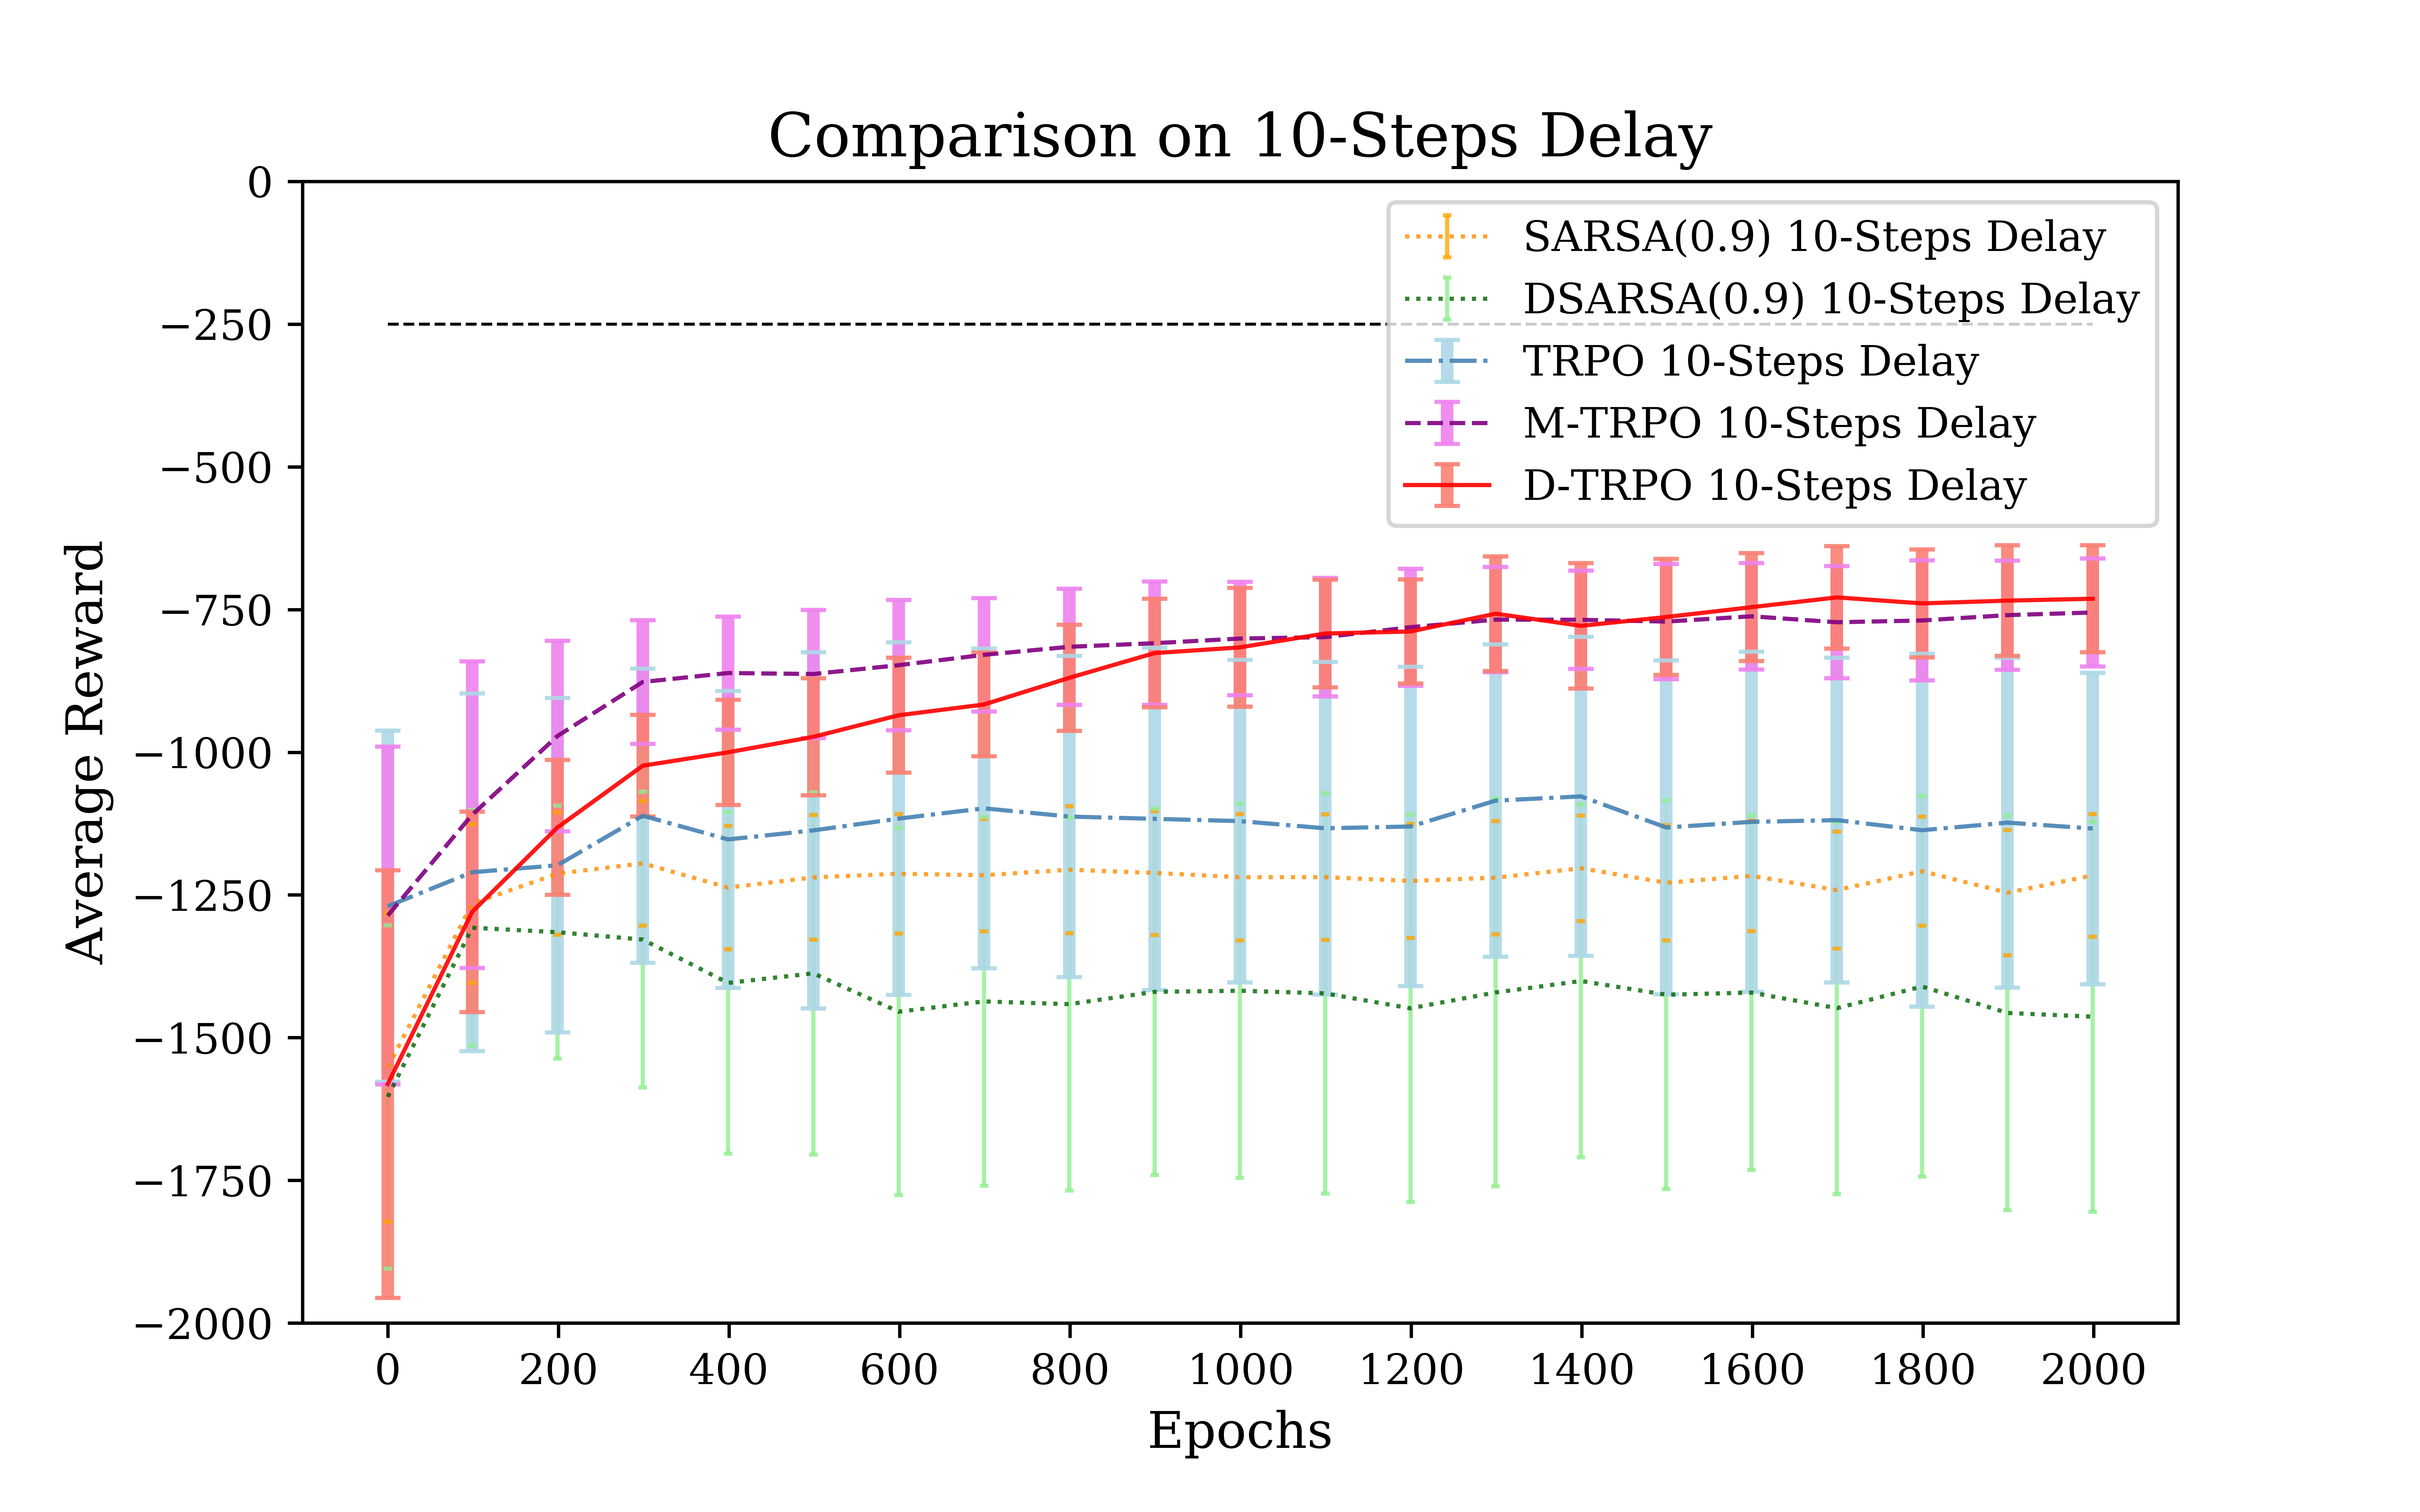 Comparison on 10-Steps Delay
0
−250
−500
−750
−1000
−1250
−1500
−1750
−2000
Average Reward
SARSA(0.9) 10-Steps Delay
DSARSA(0.9) 10-Steps Delay
TRPO 10-Steps Delay
M-TRPO 10-Steps Delay
D-TRPO 10-Steps Delay
0 200 400 600 800 1000 1200 1400 1600 1800 2000
Epochs